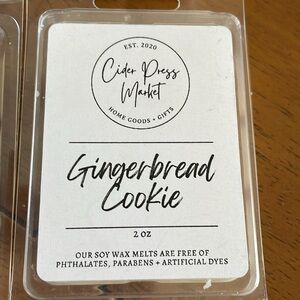 EST. 2020
Cider Press
Market
HOME GOODS + GIFTS
Gingerbread
Cookie
2 OZ
OUR SOY WAX MELTS ARE FREE OF
PHTHALATES, PARABENS + ARTIFICIAL DYES